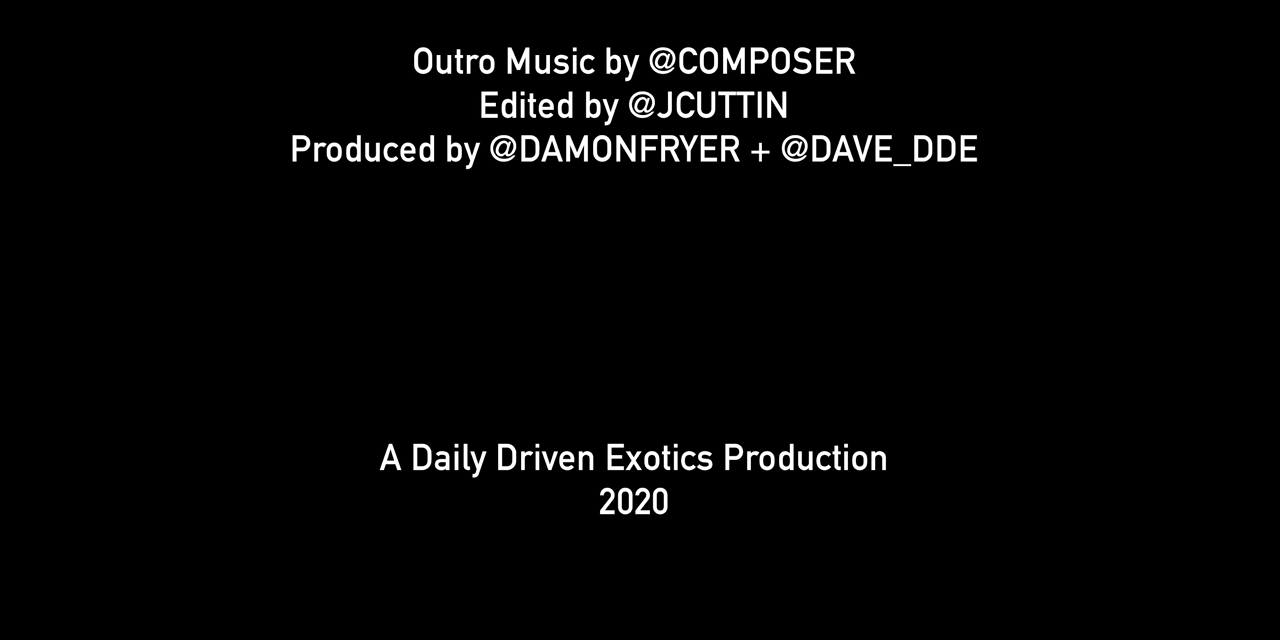 Outro Music by @COMPOSER
Edited by @JCUTTIN
Produced by @DAMONFRYER + @DAVE_DDE
A Daily Driven Exotics Production
2020